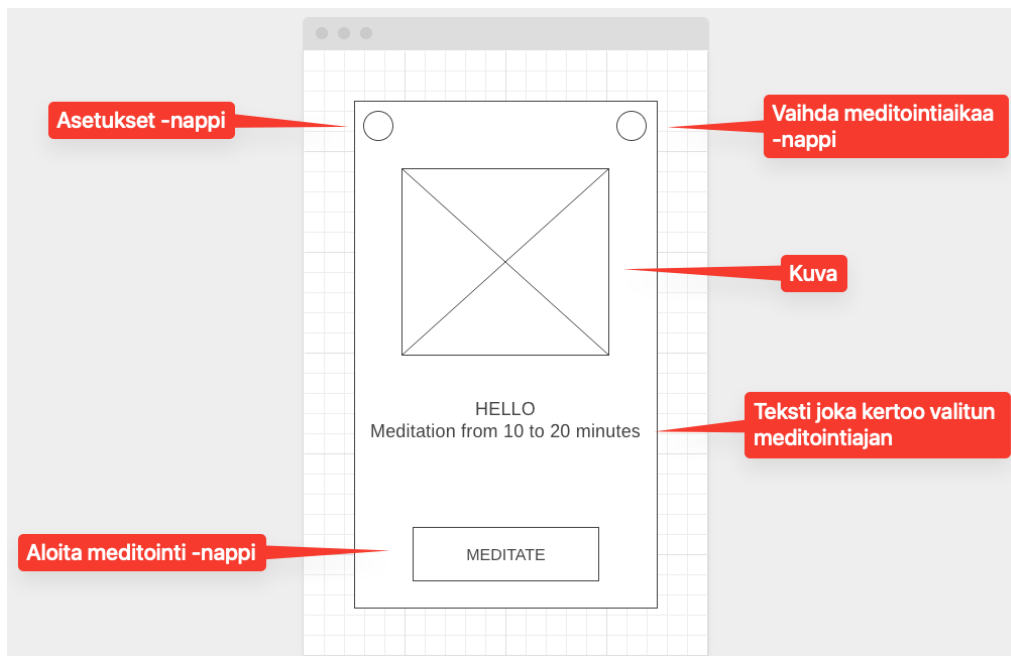 Asetukset -nappi
Vaihda meditointiaikaa
-nappi
Kuva
HELLO
Meditation from 10 to 20 minutes
Teksti joka kertoo valitun
meditointiajan
Aloita meditointi -nappi
MEDITATE